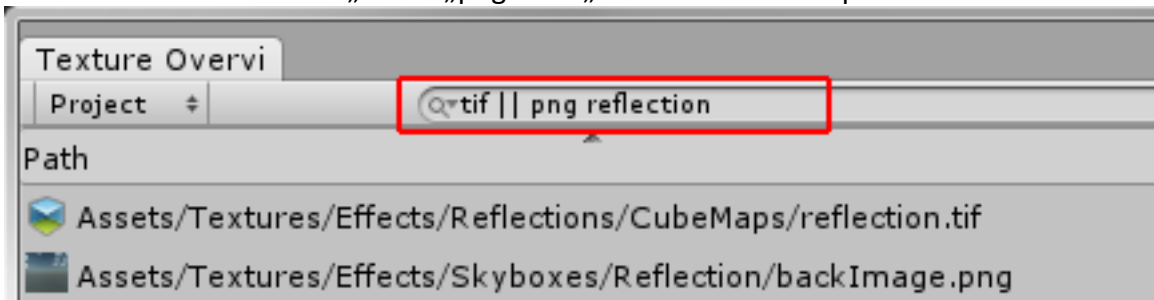 Texture Overvi
Project
tif || png reflection
Path
Assets/Textures/Effects/Reflections/CubeMaps/reflection.tif
Assets/Textures/Effects/Skyboxes/Reflection/backImage.png